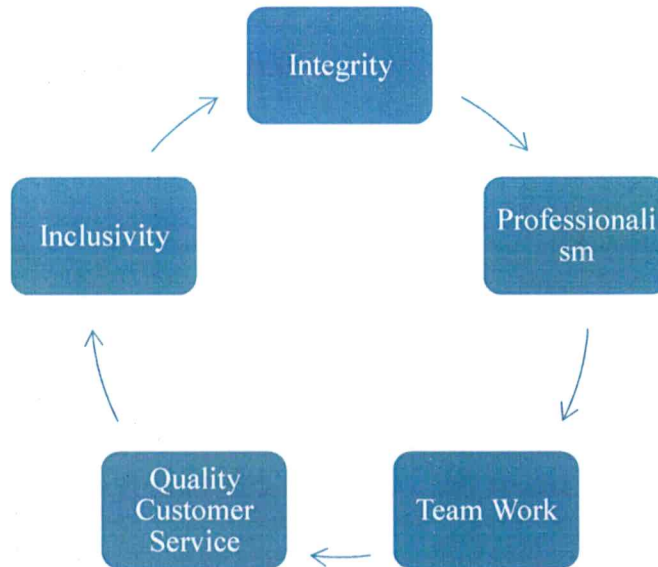 Integrity
Professionali
sm
Team Work
Quality
Customer
Service
Inclusivity